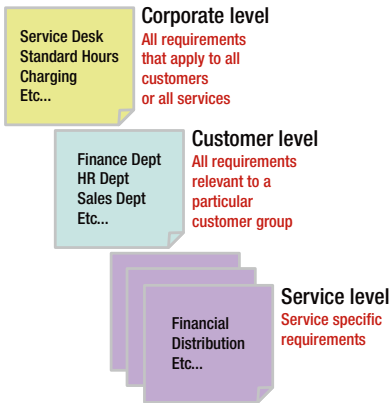 Service Desk
Standard Hours
Charging
Etc...
Corporate level
All requirements
that apply to all
customers
or all services
Finance Dept
HR Dept
Sales Dept
Etc...
Customer level
All requirements
relevant to a
particular
customer group
Financial
Distribution
Etc...
Service level
Service specific
requirements